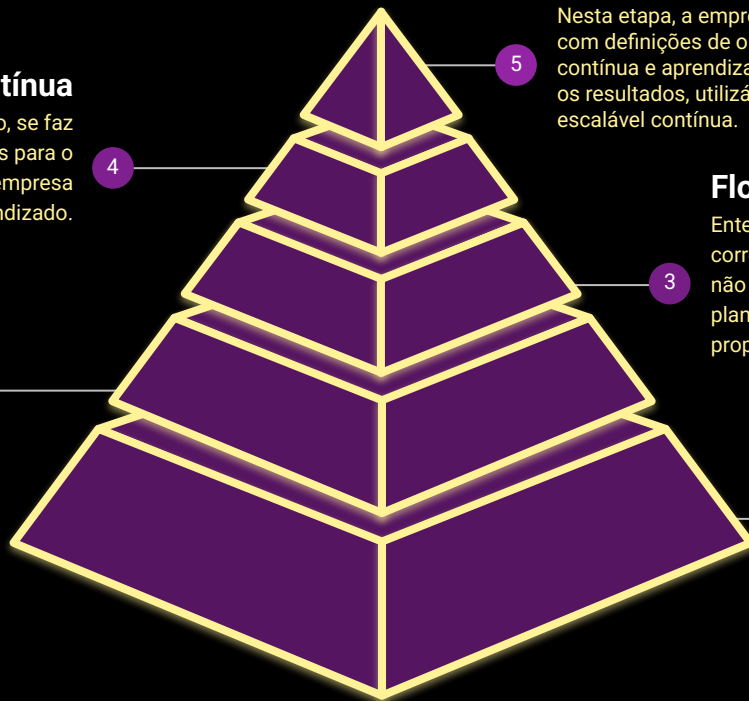 Nesta etapa, a empre
com definições de o
contínua e aprendiza
os resultados, utilizá
escalável contínua.
5
tínua
o, se faz
s para o
empresa
ndizado.
4
Flo
Ente
corre
não
plan
prop
3